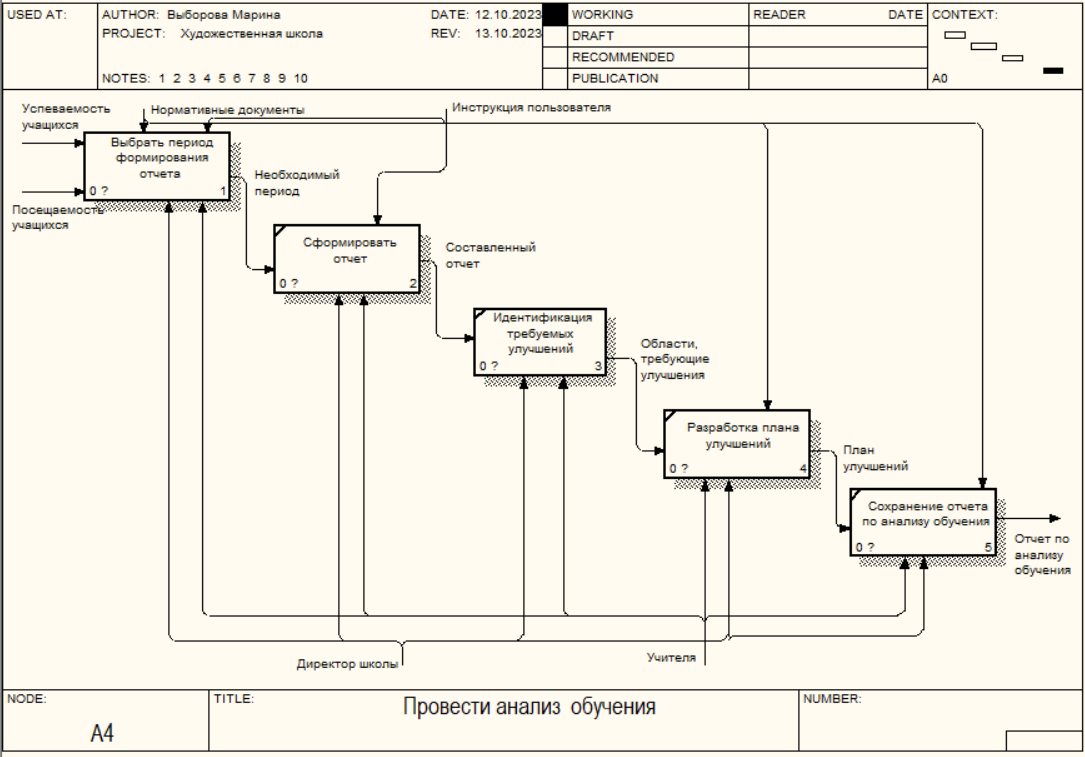 USED AT:
AUTHOR: Выборова Марина
DATE: 12.10.2023
WORKING
READER
DATE
CONTEXT:
PROJECT: Художественная школа
REV: 13.10.2023
DRAFT
RECOMMENDED
NOTES: 1 2 3 4 5 6 7 8 9 10
PUBLICATION
A0
Успеваемость
учащихся
Нормативные документы
Инструкция пользователя
Выбрать период
формирования
отчета
0 ?
1
Посещаемость
учащихся
Необходимый
период
Сформировать
отчет
0 ?
2
Составленный
отчет
Идентификация
требуемых
улучшений
0 ?
3
Области,
требующие
улучшения
Разработка плана
улучшений
0 ?
4
План
улучшений
Сохранение отчета
по анализу обучения
0 ?
5
Отчет по
анализу
обучения
Директор школы
Учителя
NODE:
A4
TITLE:
Провести анализ обучения
NUMBER: